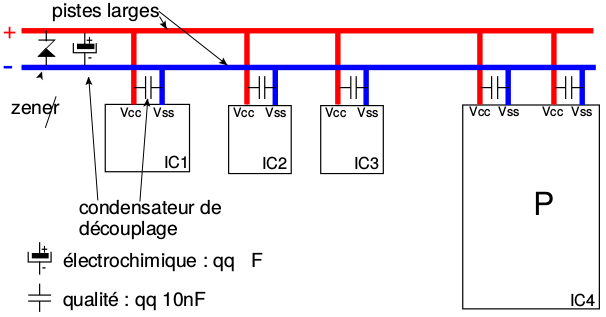 pistes larges
+
+
-
-
zener
Vcc Vss
Vcc Vss
Vcc Vss
Vcc Vss
Vcc Vss
IC1
IC2
IC3
P
condensateur de
découplage
+
-
électrochimique : qq F
qualité : qq 10nF
IC4